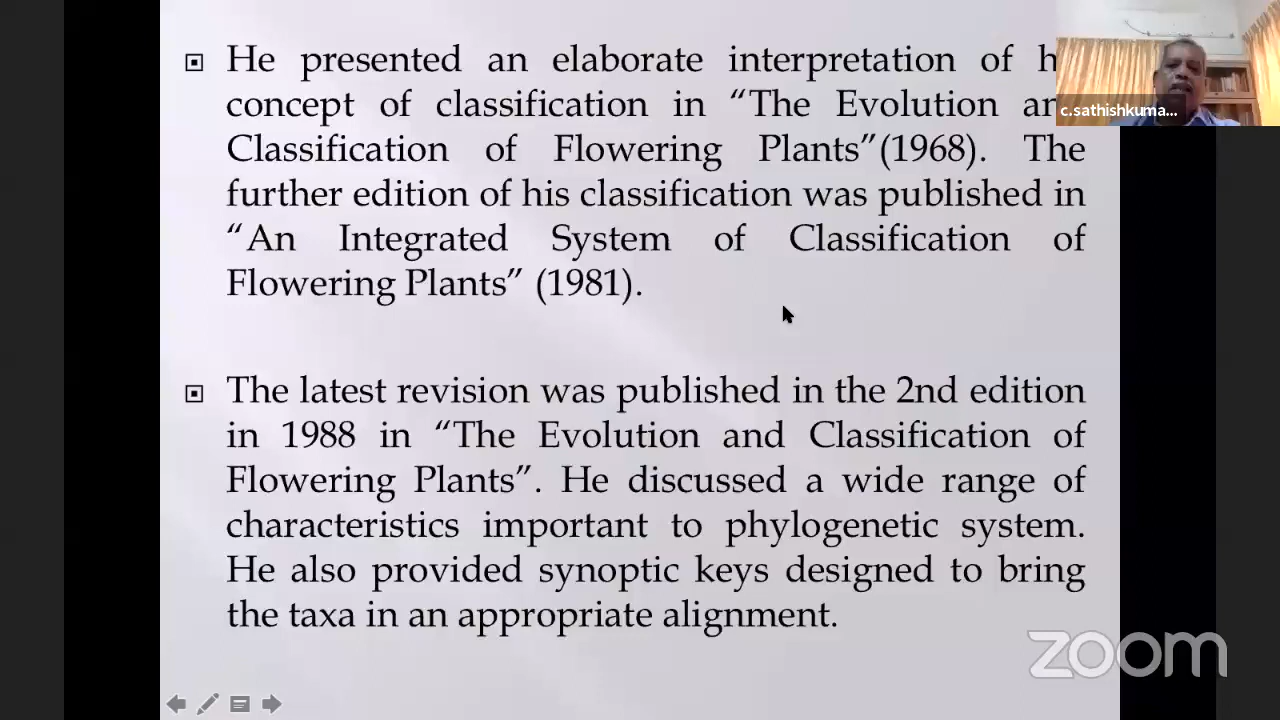 He presented an elaborate interpretation of h
concept of classification in “The Evolution an
Classification of Flowering Plants”(1968). The
further edition of his classification was published in
“An Integrated System of Classification of
Flowering Plants” (1981).
The latest revision was published in the 2nd edition
in 1988 in “The Evolution and Classification of
Flowering Plants”. He discussed a wide range of
characteristics important to phylogenetic system.
He also provided synoptic keys designed to bring
the taxa in an appropriate alignment.
c.sathishkuma...
zoom